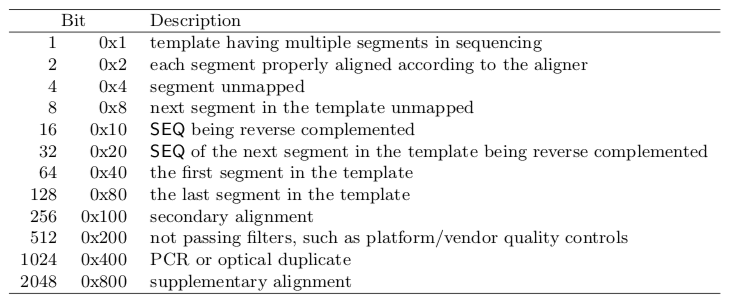 Bit Description
1 0x1 template having multiple segments in sequencing
2 0x2 each segment properly aligned according to the aligner
4 0x4 segment unmapped
8 0x8 next segment in the template unmapped
16 0x10 SEQ being reverse complemented
32 0x20 SEQ of the next segment in the template being reverse complemented
64 0x40 the first segment in the template
128 0x80 the last segment in the template
256 0x100 secondary alignment
512 0x200 not passing filters, such as platform/vendor quality controls
1024 0x400 PCR or optical duplicate
2048 0x800 supplementary alignment